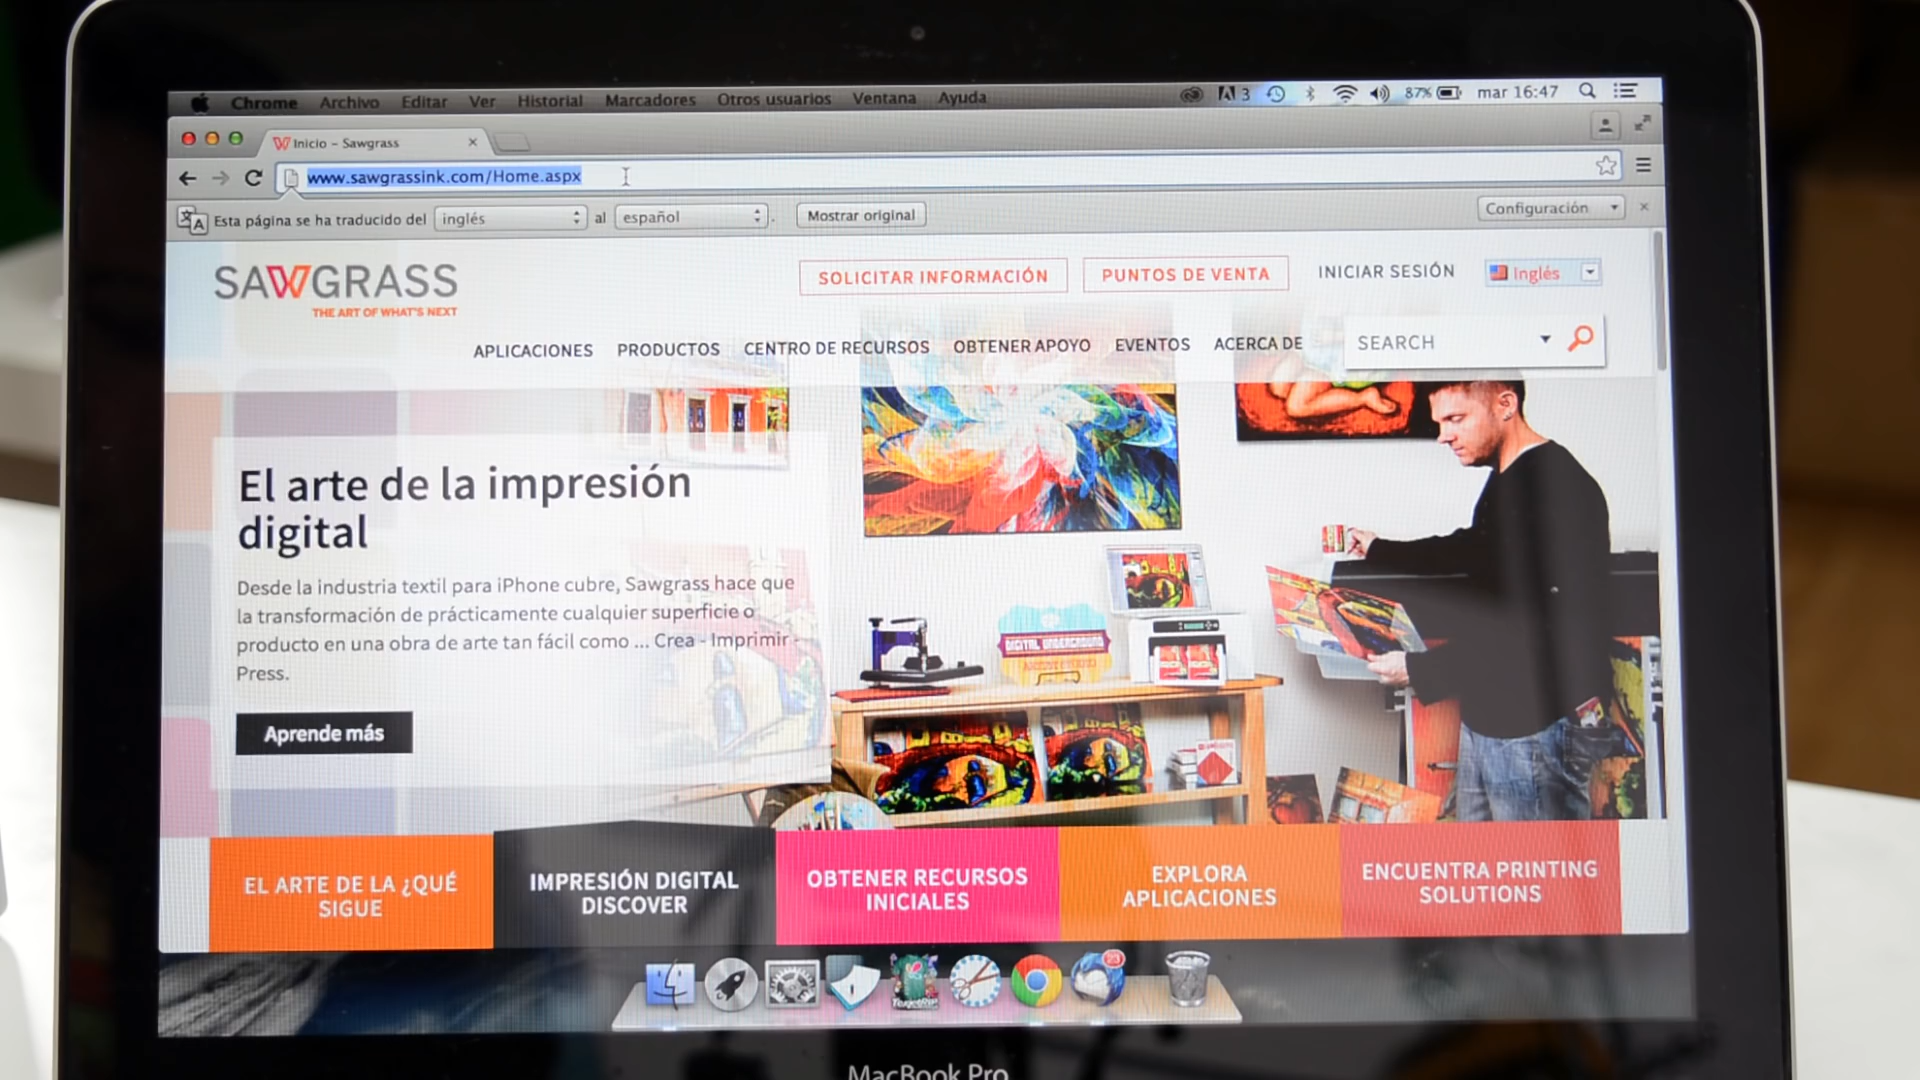 Chrome Archivo Editar Ver Historial Marcadores Otros usuarios Ventana Ayuda 3 87% mar 16:47
Inicio – Sawgrass
www.sawgrassink.com/Home.aspx
Esta página se ha traducido del inglés al español . Mostrar original Configuración
SAWGRASS
THE ART OF WHAT'S NEXT
SOLICITAR INFORMACIÓN PUNTOS DE VENTA INICIAR SESIÓN Inglés
APLICACIONES PRODUCTOS CENTRO DE RECURSOS OBTENER APOYO EVENTOS ACERCA DE SEARCH
El arte de la impresión
digital
Desde la industria textil para iPhone cubre, Sawgrass hace que
la transformación de prácticamente cualquier superficie o
producto en una obra de arte tan fácil como ... Crea - Imprimir -
Press.
Aprende más
DIGITAL UNDERGROUND
EL ARTE DE LA ¿QUÉ
SIGUE
IMPRESIÓN DIGITAL
DISCOVER
OBTENER RECURSOS
INICIALES
EXPLORA
APLICACIONES
ENCUENTRA PRINTING
SOLUTIONS
23
MacBook Pro